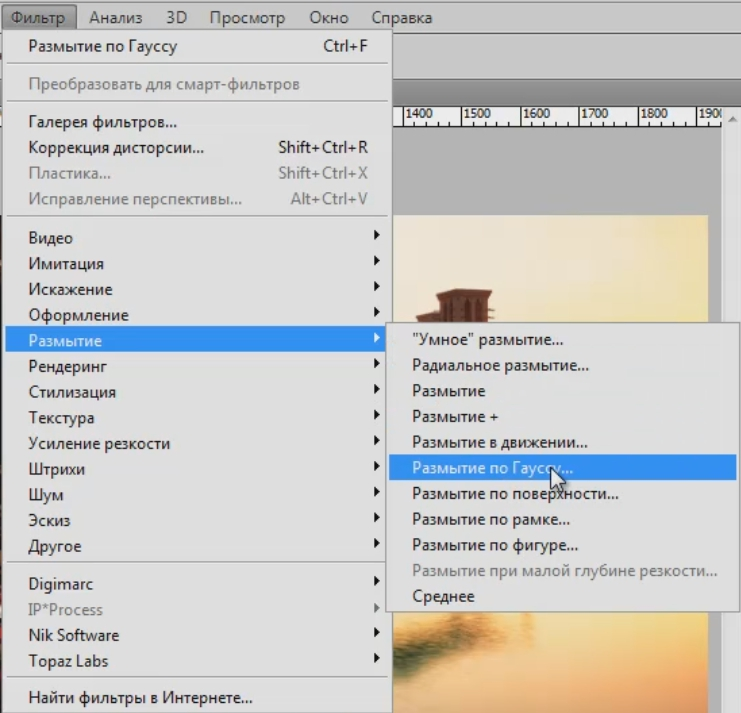 Фильтр Анализ 3D Просмотр Окно Справка
Размытие по Гауссу Ctrl+F
Преобразовать для смарт-фильтров
Галерея фильтров...
Коррекция дисторсии... Shift+Ctrl+R
Пластика... Shift+Ctrl+X
Исправление перспективы... Alt+Ctrl+V
1400 1500 1600 1700 1800 1900
Видео
Имитация
Искажение
Оформление
Размытие
Рендеринг
Стилизация
Текстура
Усиление резкости
Штрихи
Шум
Эскиз
Другое
Digimarc
IP*Process
Nik Software
Topaz Labs
Найти фильтры в Интернете...
"Умное" размытие...
Радиальное размытие...
Размытие
Размытие +
Размытие в движении...
Размытие по Гауссу...
Размытие по поверхности...
Размытие по рамке...
Размытие по фигуре...
Размытие при малой глубине резкости...
Среднее